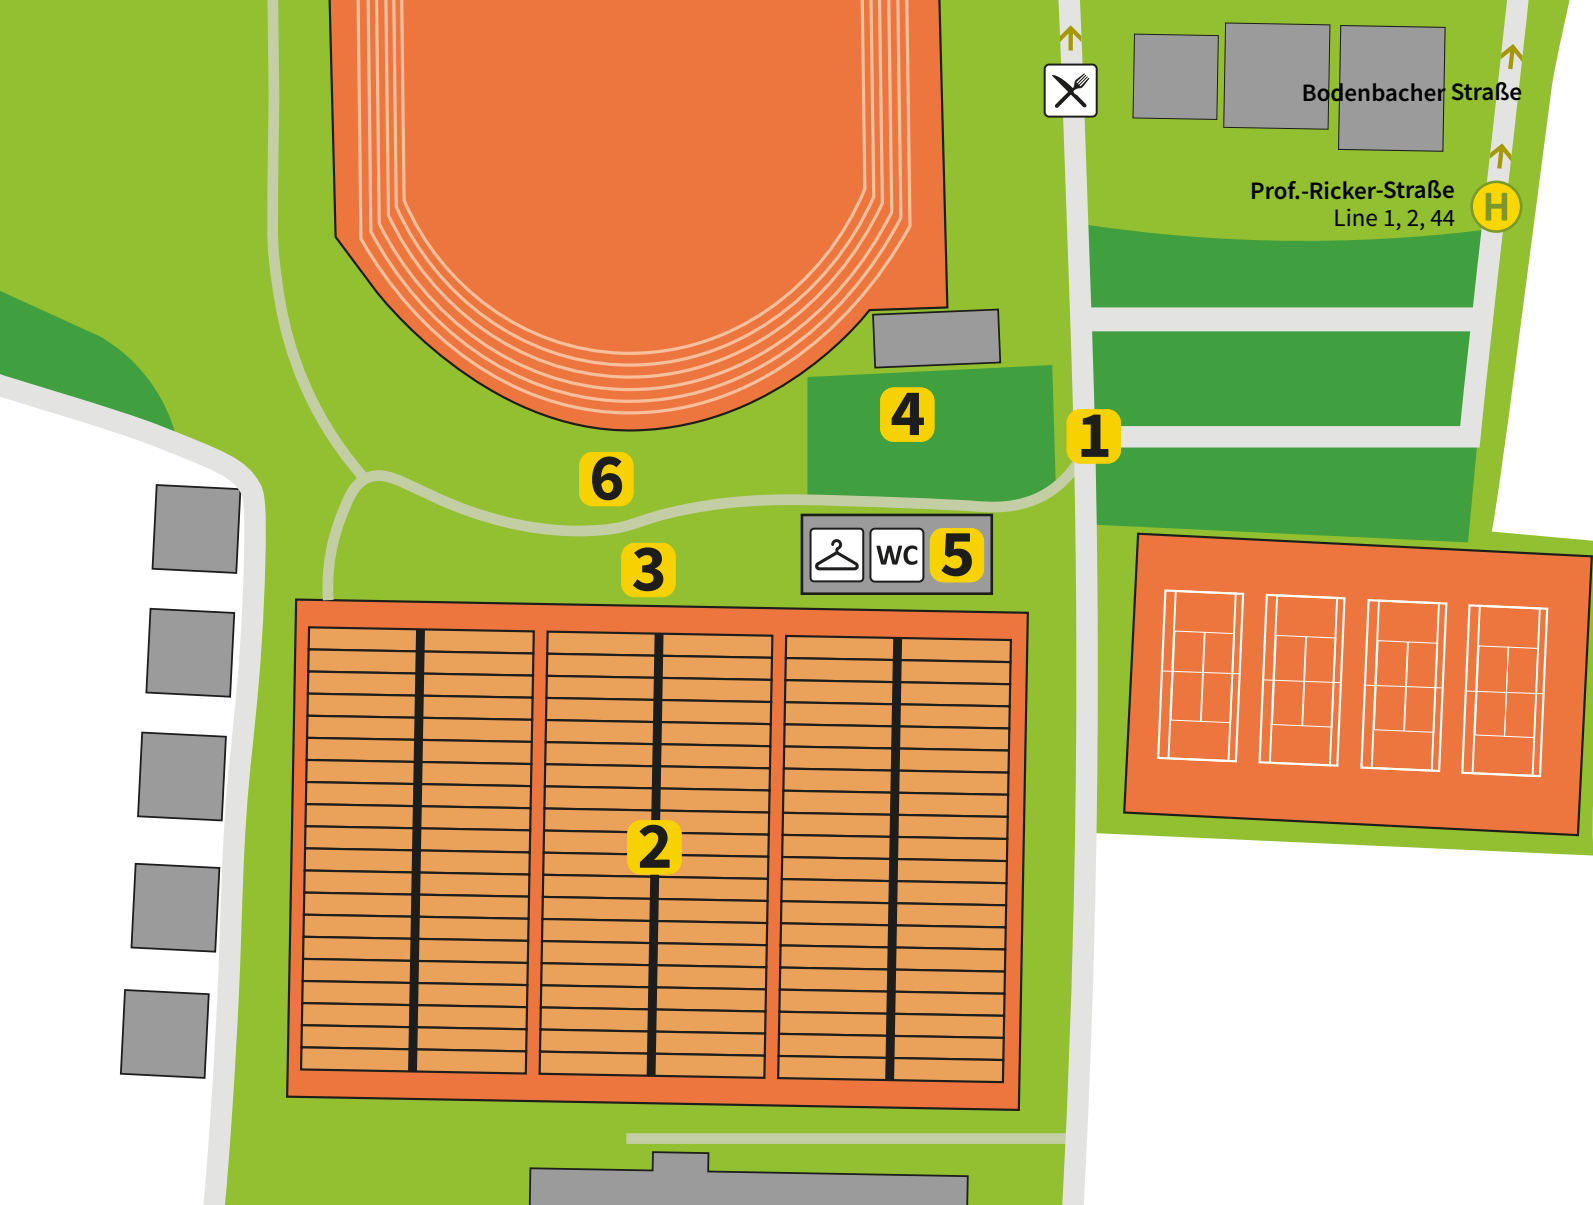 Bodenbacher Straße
Prof.-Ricker-Straße
Line 1, 2, 44
H
4
1
6
3
WC
5
2